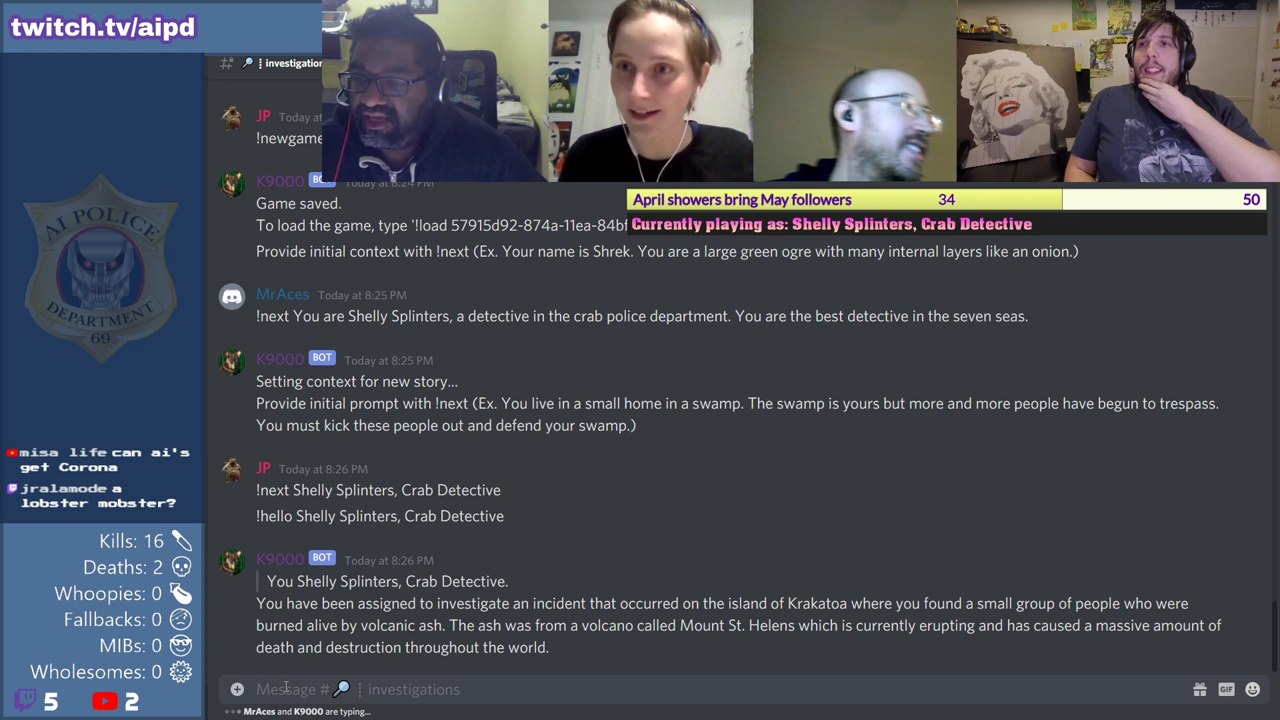 twitch.tv/aipd
investigation
JP Today at
!newgame
K9000 BOT Today at 8:24 PM
Game saved.
To load the game, type '!load 57915d92-874a-11ea-84bf
Provide initial context with !next (Ex. Your name is Shrek. You are a large green ogre with many internal layers like an onion.)
April showers bring May followers 34 50
Currently playing as: Shelly Splinters, Crab Detective
MrAces Today at 8:25 PM
!next You are Shelly Splinters, a detective in the crab police department. You are the best detective in the seven seas.
K9000 BOT Today at 8:25 PM
Setting context for new story...
Provide initial prompt with !next (Ex. You live in a small home in a swamp. The swamp is yours but more and more people have begun to trespass.
You must kick these people out and defend your swamp.)
JP Today at 8:26 PM
!next Shelly Splinters, Crab Detective
!hello Shelly Splinters, Crab Detective
K9000 BOT Today at 8:26 PM
You Shelly Splinters, Crab Detective.
You have been assigned to investigate an incident that occurred on the island of Krakatoa where you found a small group of people who were
burned alive by volcanic ash. The ash was from a volcano called Mount St. Helens which is currently erupting and has caused a massive amount of
death and destruction throughout the world.
Message # investigations
MrAces and K9000 are typing...
AI POLICE
DEPARTMENT
69
misa life can ai's
get Corona
jralamode a
lobster mobster?
Kills: 16
Deaths: 2
Whoopies: 0
Fallbacks: 0
MIBs: 0
Wholesomes: 0
5 2